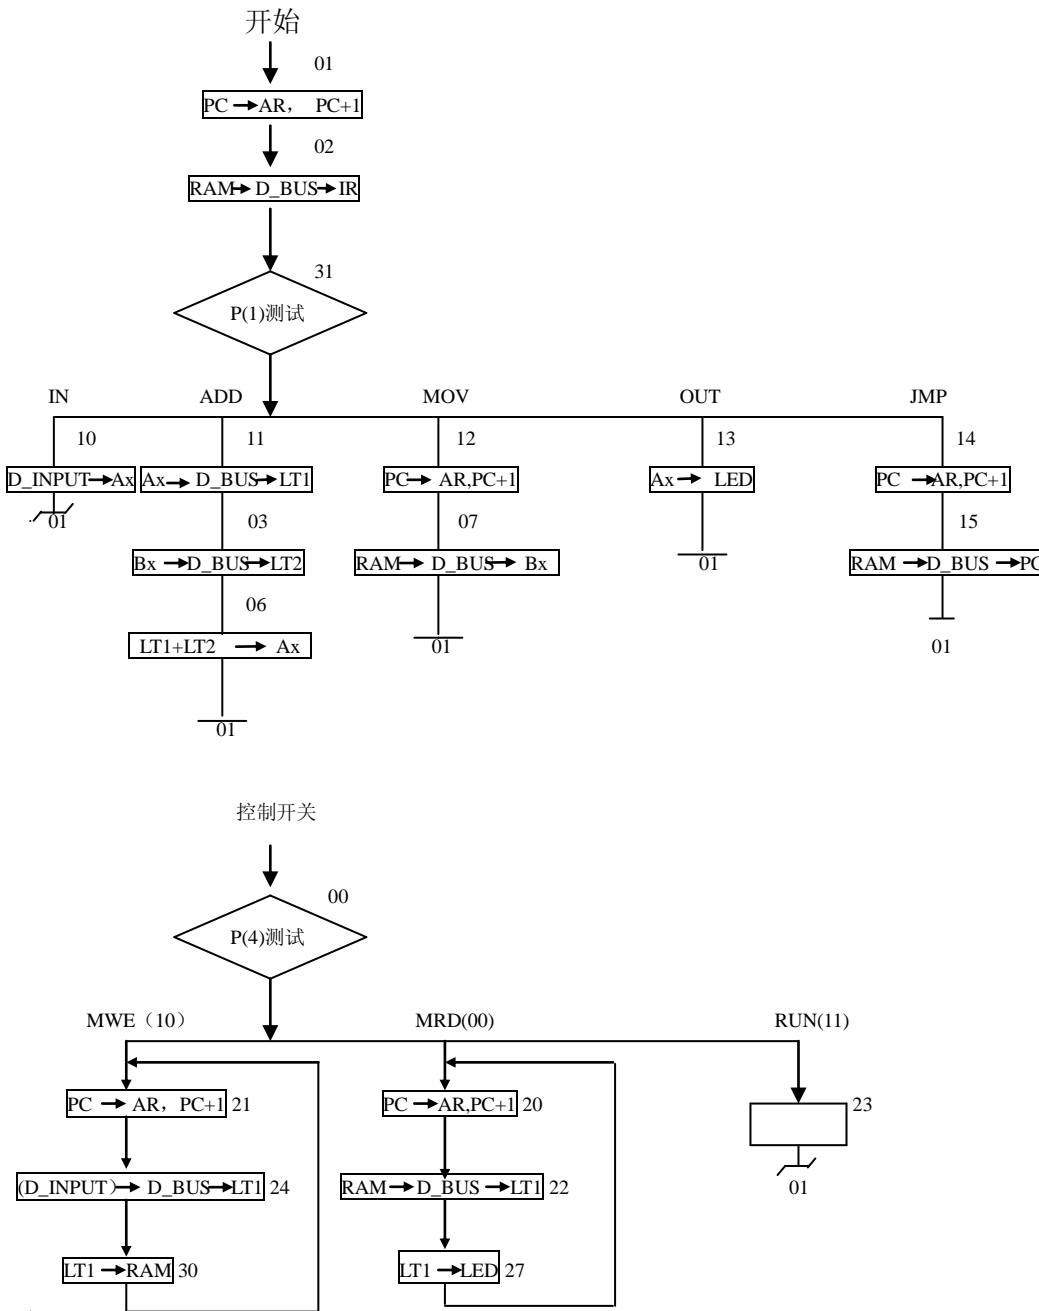 开始
01
PC → AR， PC+1
02
RAM → D_BUS → IR
31
P(1)测试
IN ADD MOV OUT JMP
10 11 12 13 14
D_INPUT → Ax Ax → D_BUS → LT1 PC → AR,PC+1 Ax → LED PC → AR,PC+1
01 03 07 15
Bx → D_BUS → LT2 RAM → D_BUS → Bx 01 RAM → D_BUS → PC
06
LT1+LT2 → Ax 01 01
01
控制开关
00
P(4)测试
MWE（10） MRD(00) RUN(11)
PC → AR，PC+1 21 PC → AR,PC+1 20 23
(D_INPUT） → D_BUS → LT1 24 RAM → D_BUS → LT1 22 01
LT1 → RAM 30 LT1 → LED 27